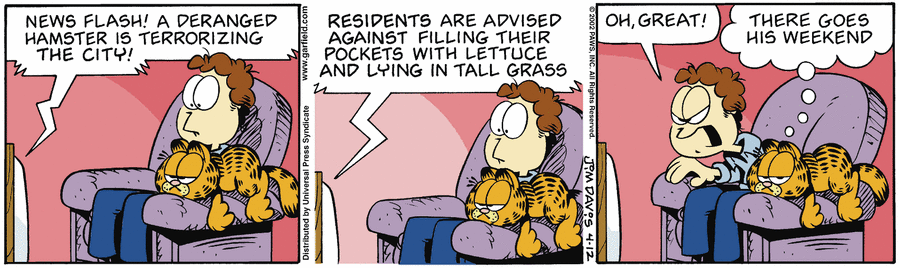 NEWS FLASH! A DERANGED
HAMSTER IS TERRORIZING
THE CITY!
www.garfield.com
Distributed by Universal Press Syndicate
RESIDENTS ARE ADVISED
AGAINST FILLING THEIR
POCKETS WITH LETTUCE
AND LYING IN TALL GRASS
© 2002 PAWS, INC. All Rights Reserved.
JIM DAVIS 4-12
OH, GREAT!
THERE GOES
HIS WEEKEND